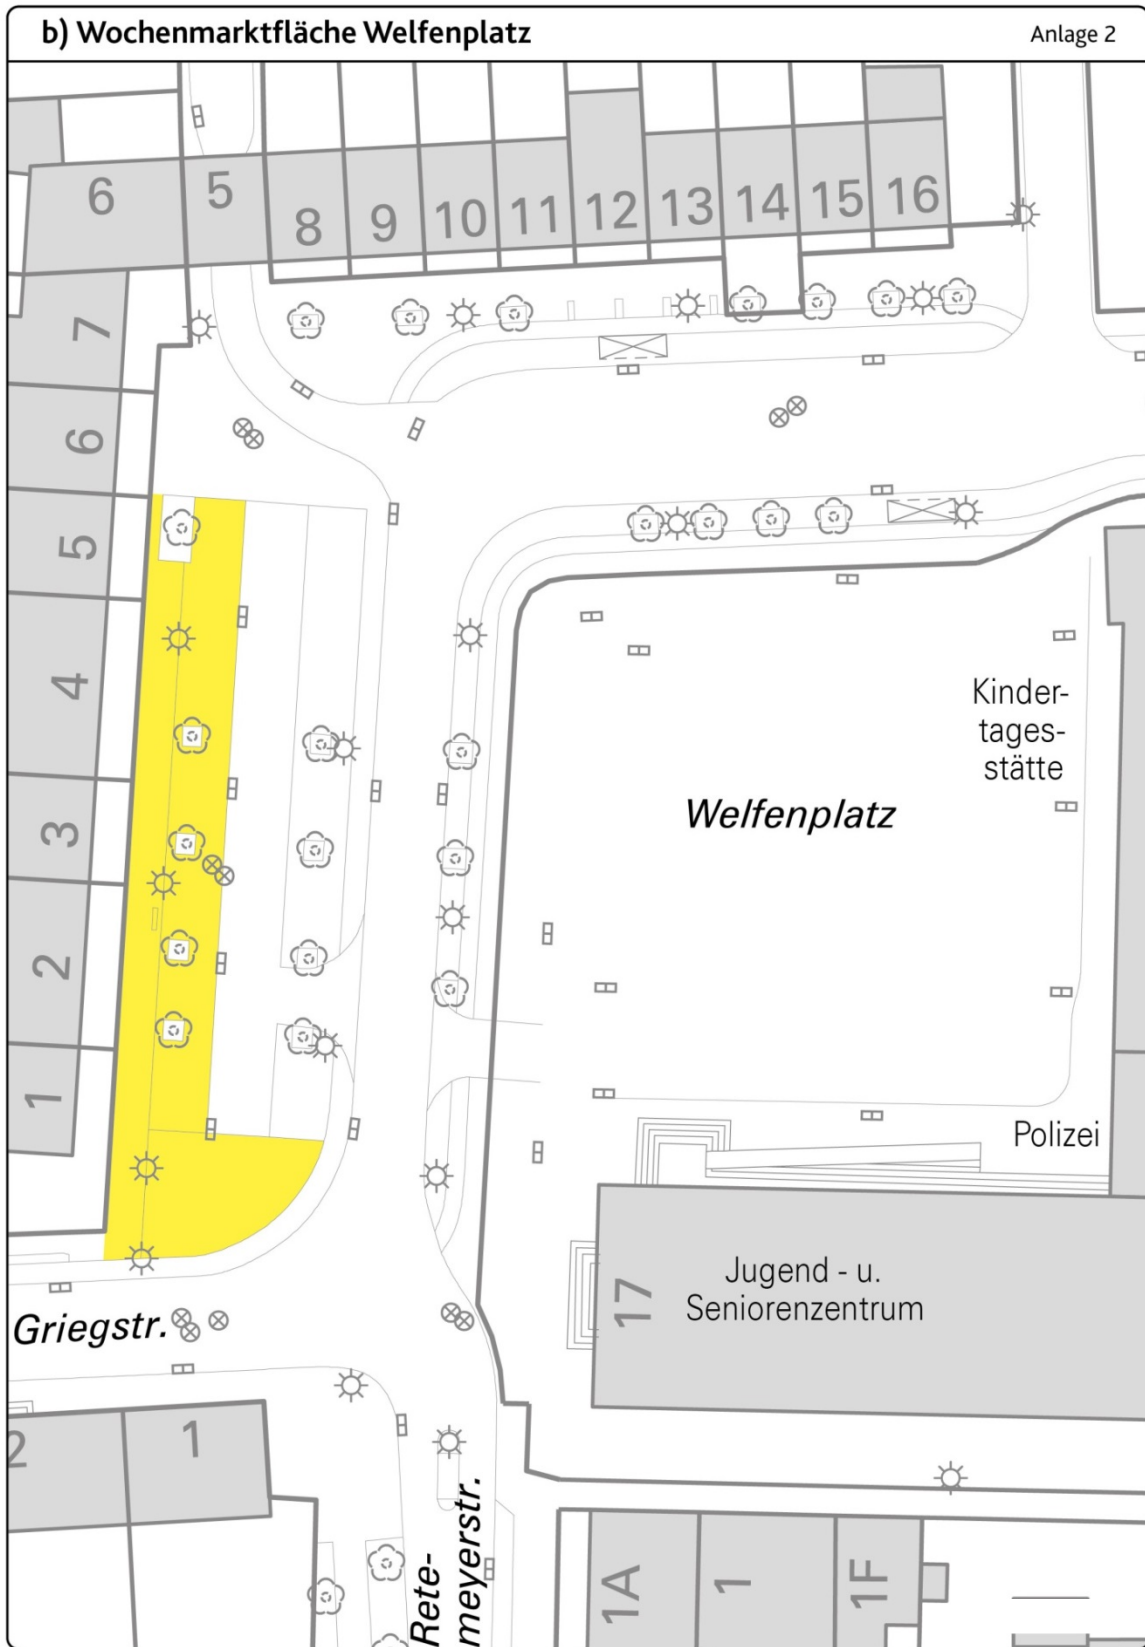 b) Wochenmarktfläche Welfenplatz
Anlage 2
6
5
8
9
10
11
12
13
14
15
16
7
6
5
4
3
2
1
Kinder-
tages-
stätte
Welfenplatz
Polizei
Jugend - u.
Seniorenzentrum
17
Griegstr.
2
1
Rete-
meyerstr.
1A
1
1F